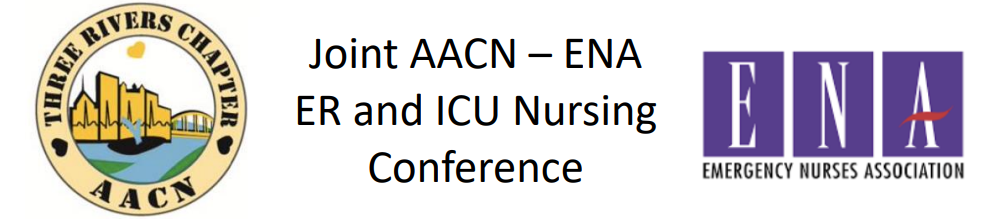 THREE RIVERS CHAPTER
AACN
Joint AACN – ENA
ER and ICU Nursing
Conference
ENA
EMERGENCY NURSES ASSOCIATION